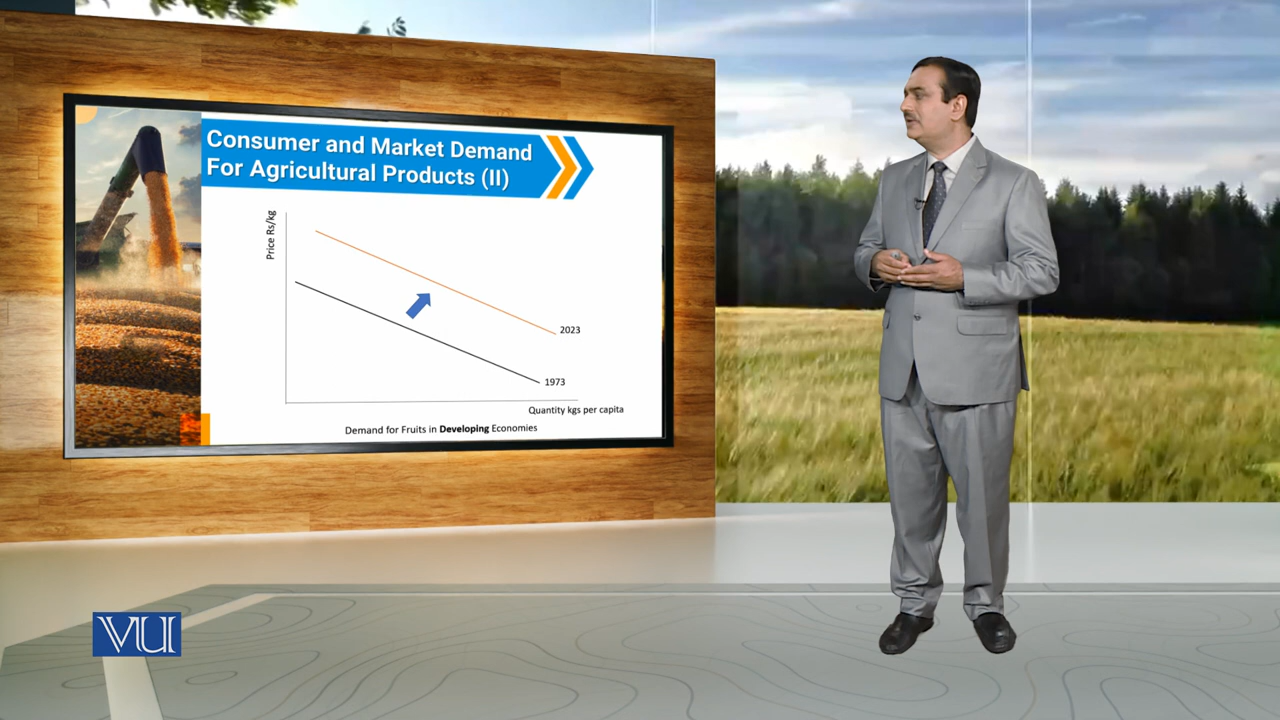 Consumer and Market Demand
For Agricultural Products (II)
Price Rs/kg
2023
1973
Quantity kgs per capita
Demand for Fruits in Developing Economies
VU